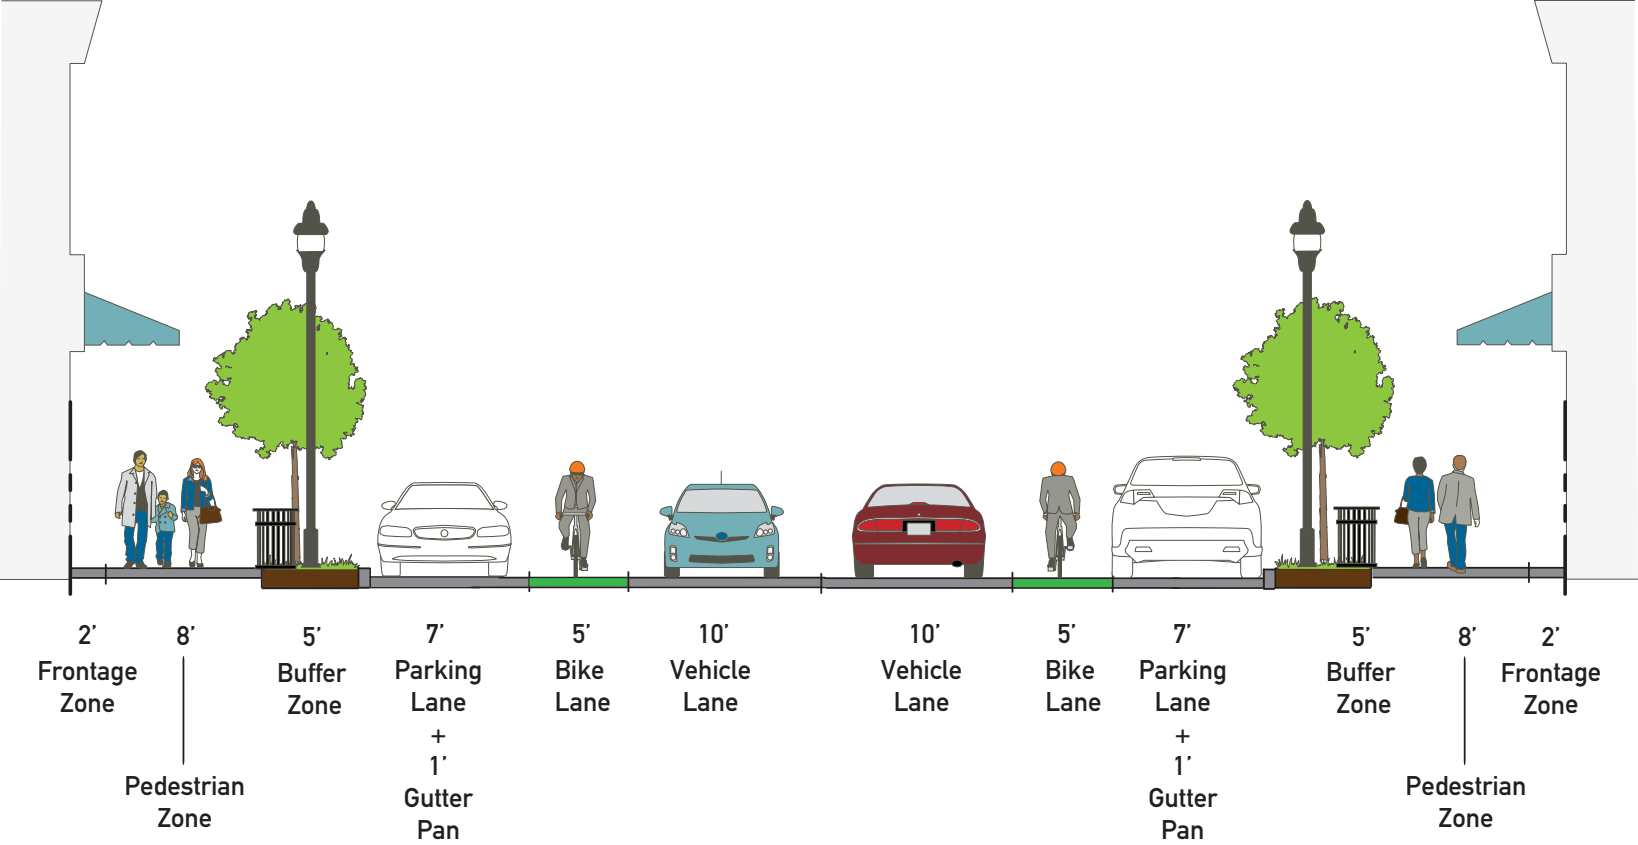 2’
Frontage
Zone
8’
Pedestrian
Zone
5’
Buffer
Zone
7’
Parking
Lane
+
1’
Gutter
Pan
5’
Bike
Lane
10’
Vehicle
Lane
10’
Vehicle
Lane
5’
Bike
Lane
7’
Parking
Lane
+
1’
Gutter
Pan
5’
Buffer
Zone
8’
Pedestrian
Zone
2’
Frontage
Zone